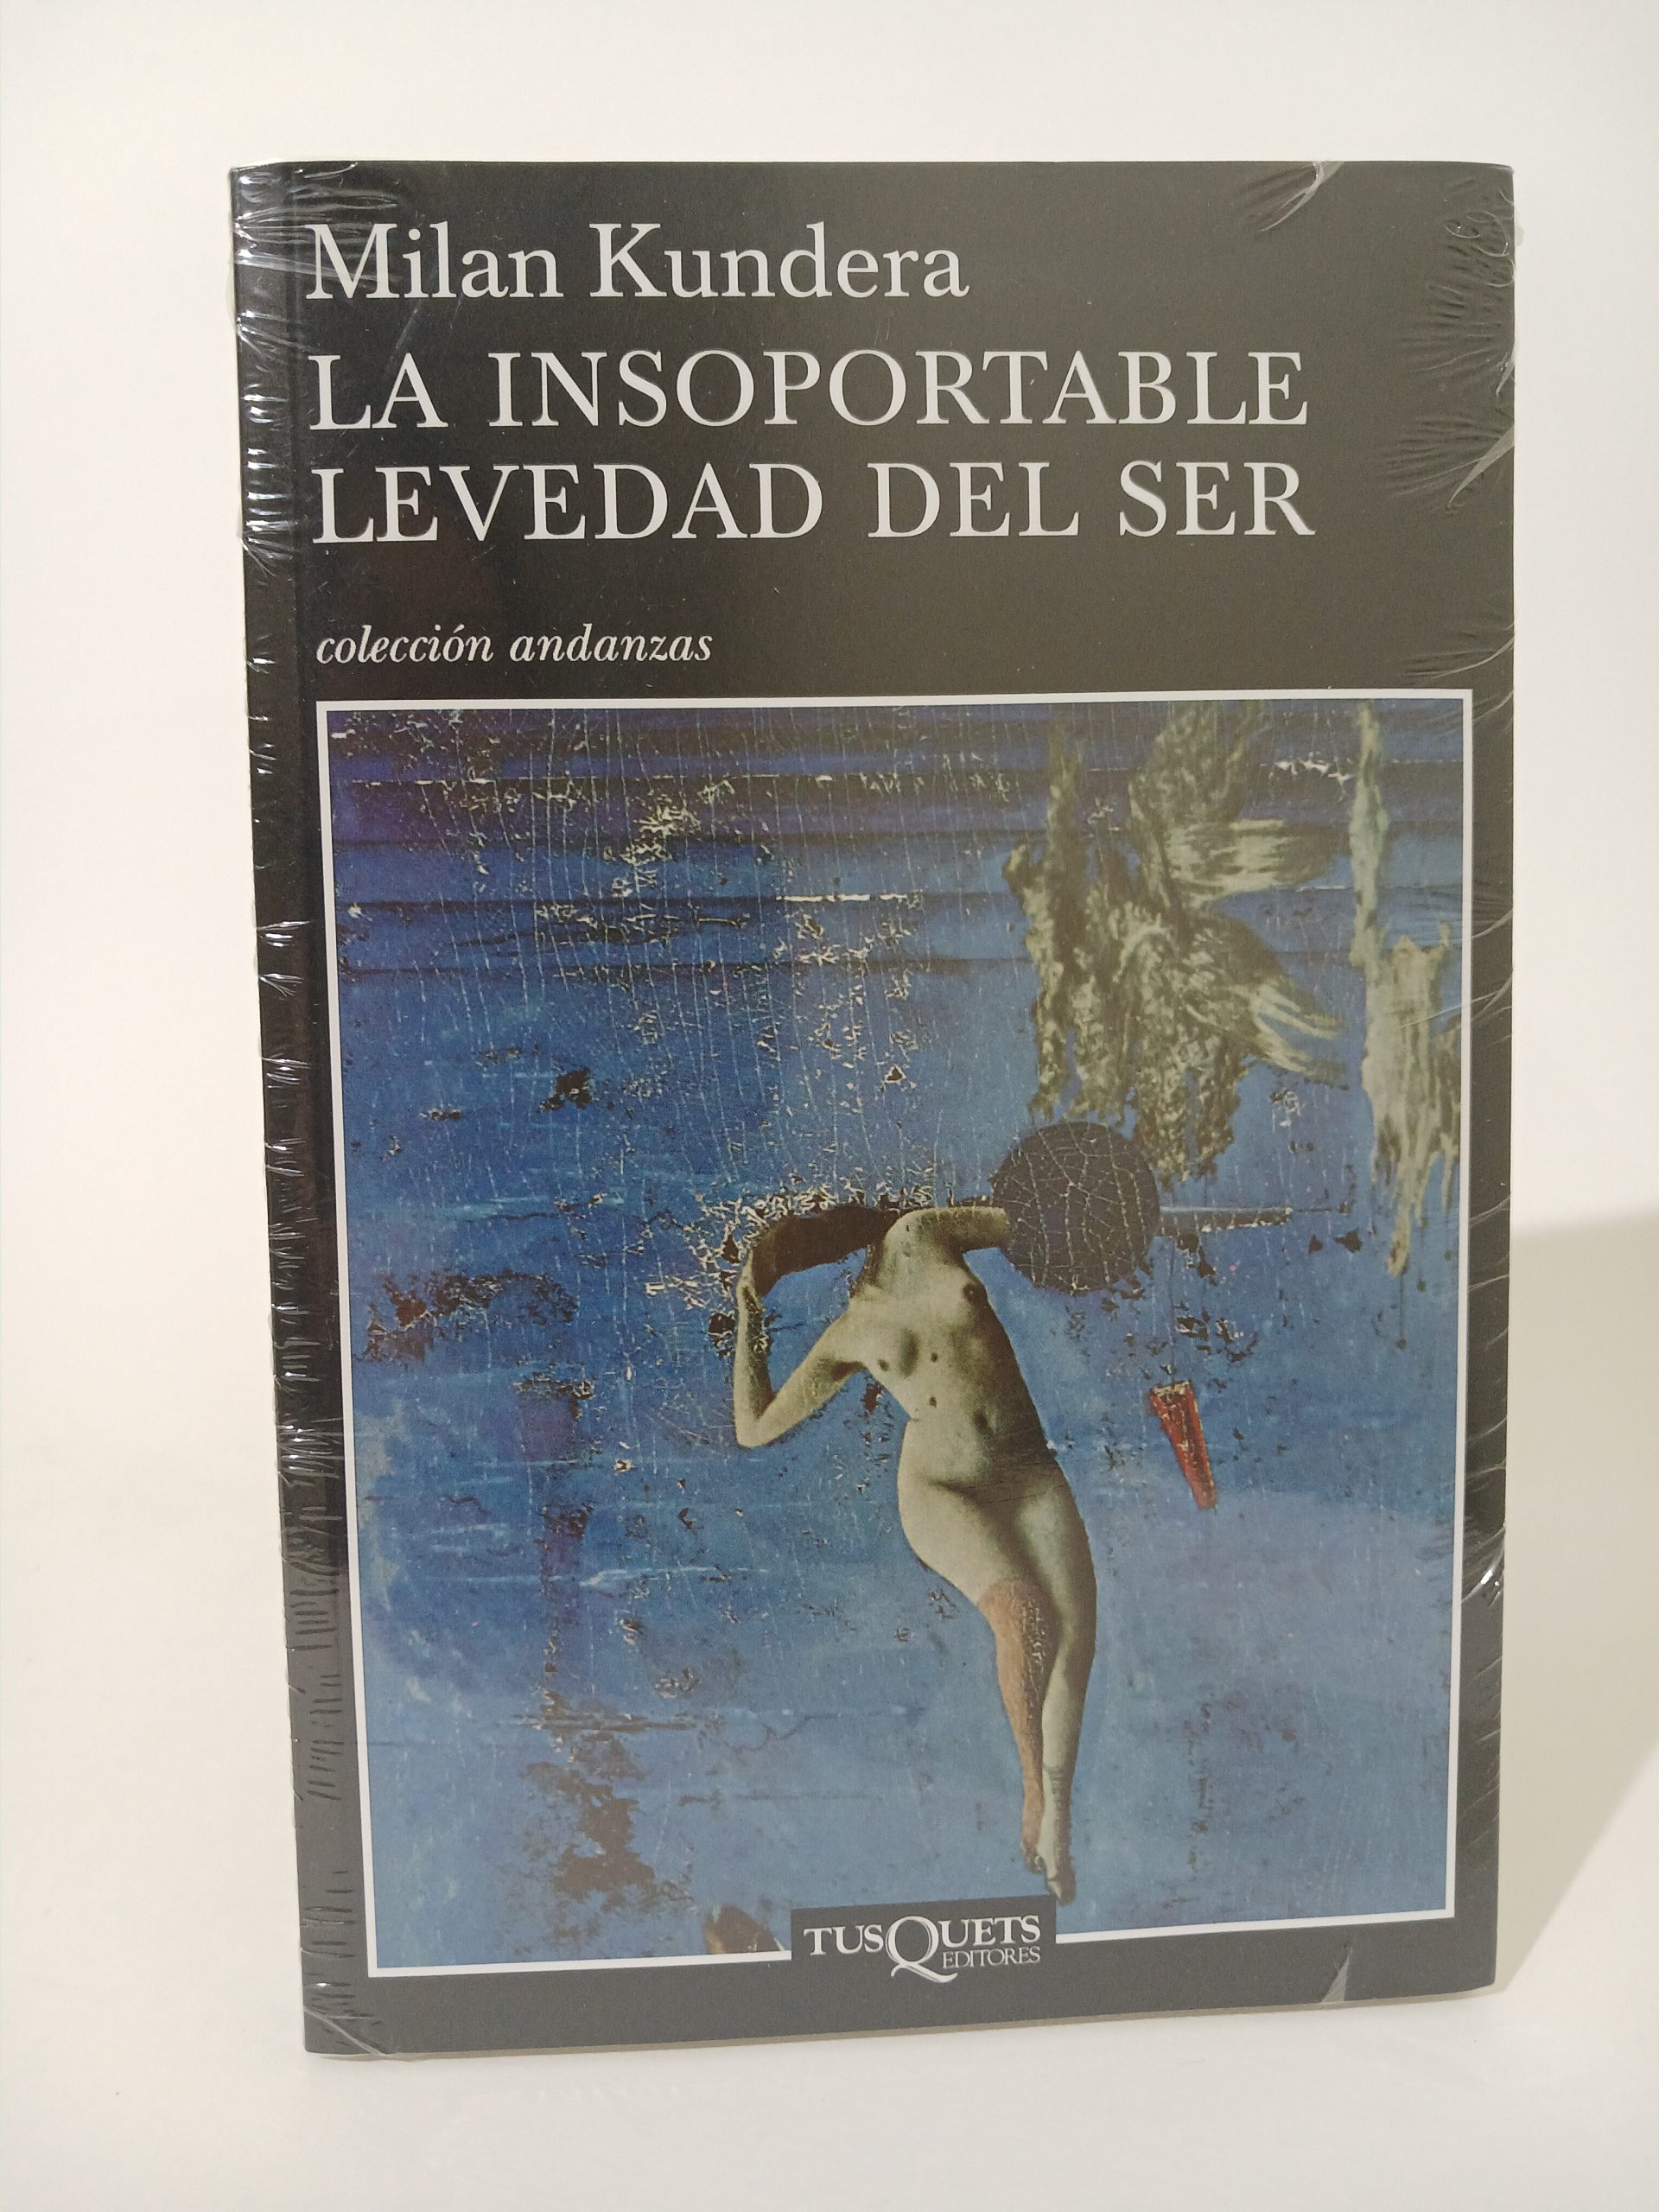 Milan Kundera
LA INSOPORTABLE
LEVEDAD DEL SER
colección andanzas
TUSQUETS
EDITORES